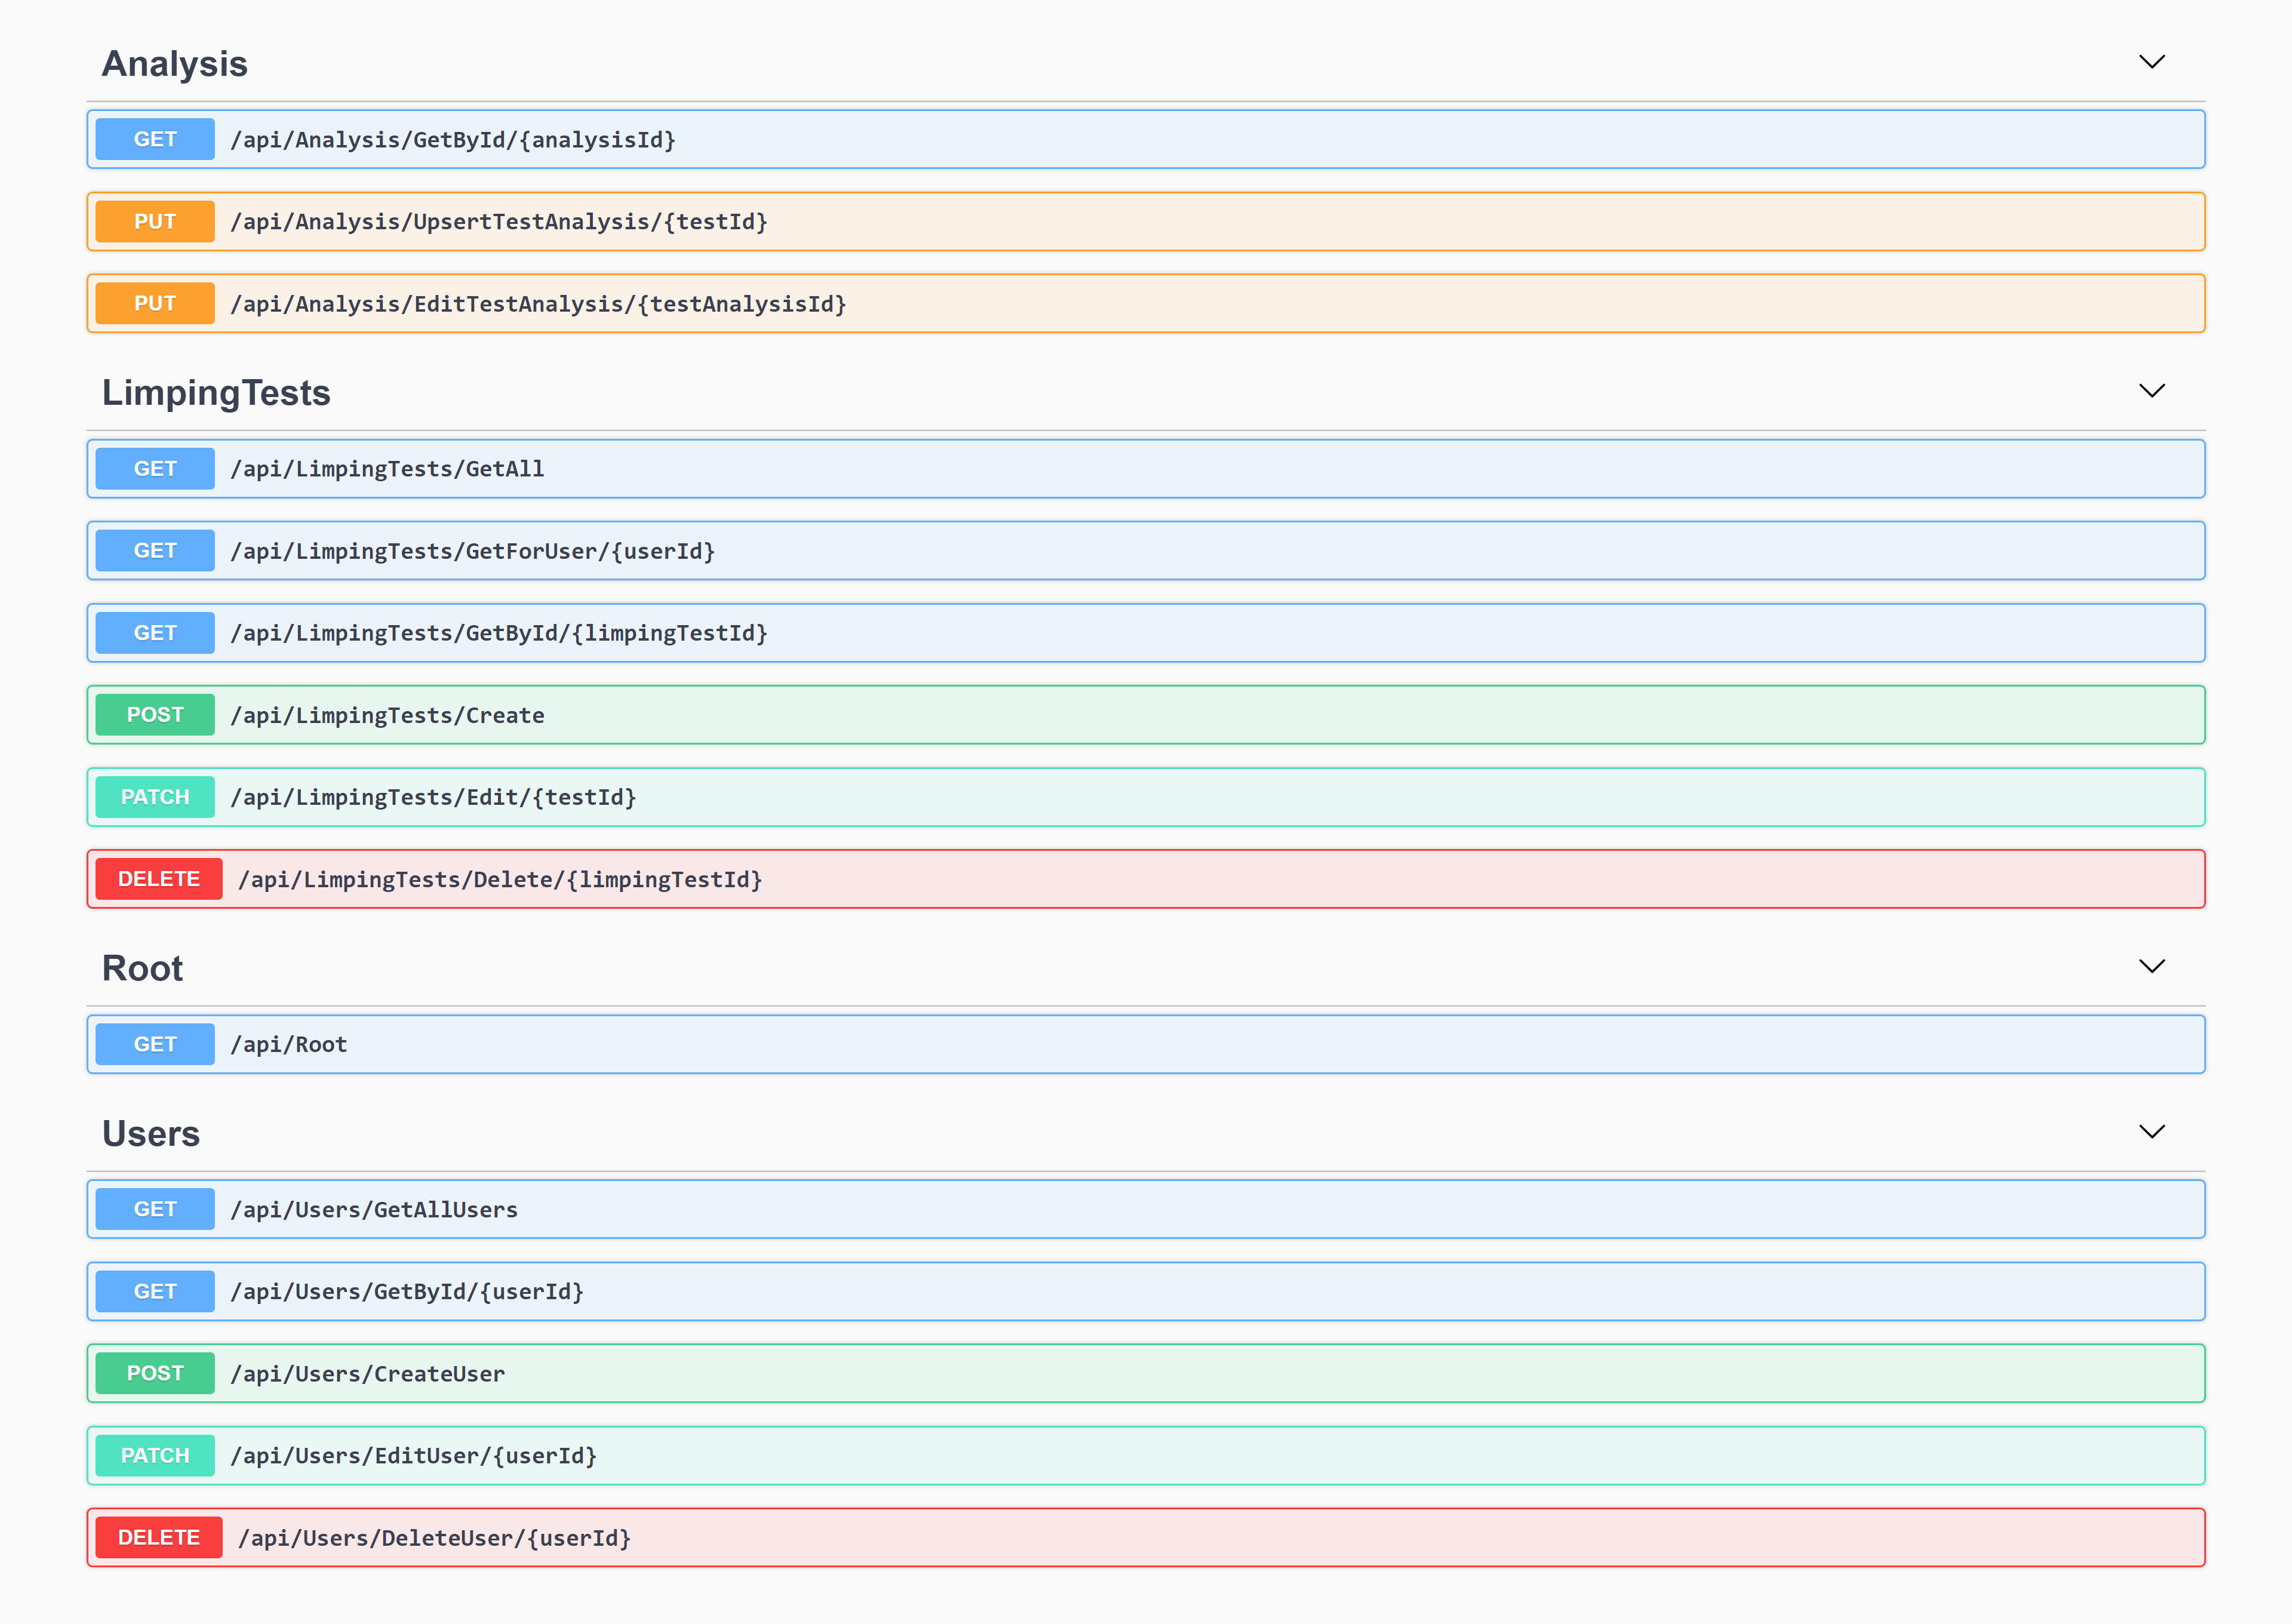 Analysis
GET /api/Analysis/GetById/{analysisId}
PUT /api/Analysis/UpsertTestAnalysis/{testId}
PUT /api/Analysis/EditTestAnalysis/{testAnalysisId}
LimpingTests
GET /api/LimpingTests/GetAll
GET /api/LimpingTests/GetForUser/{userId}
GET /api/LimpingTests/GetById/{limpingTestId}
POST /api/LimpingTests/Create
PATCH /api/LimpingTests/Edit/{testId}
DELETE /api/LimpingTests/Delete/{limpingTestId}
Root
GET /api/Root
Users
GET /api/Users/GetAllUsers
GET /api/Users/GetById/{userId}
POST /api/Users/CreateUser
PATCH /api/Users/EditUser/{userId}
DELETE /api/Users/DeleteUser/{userId}